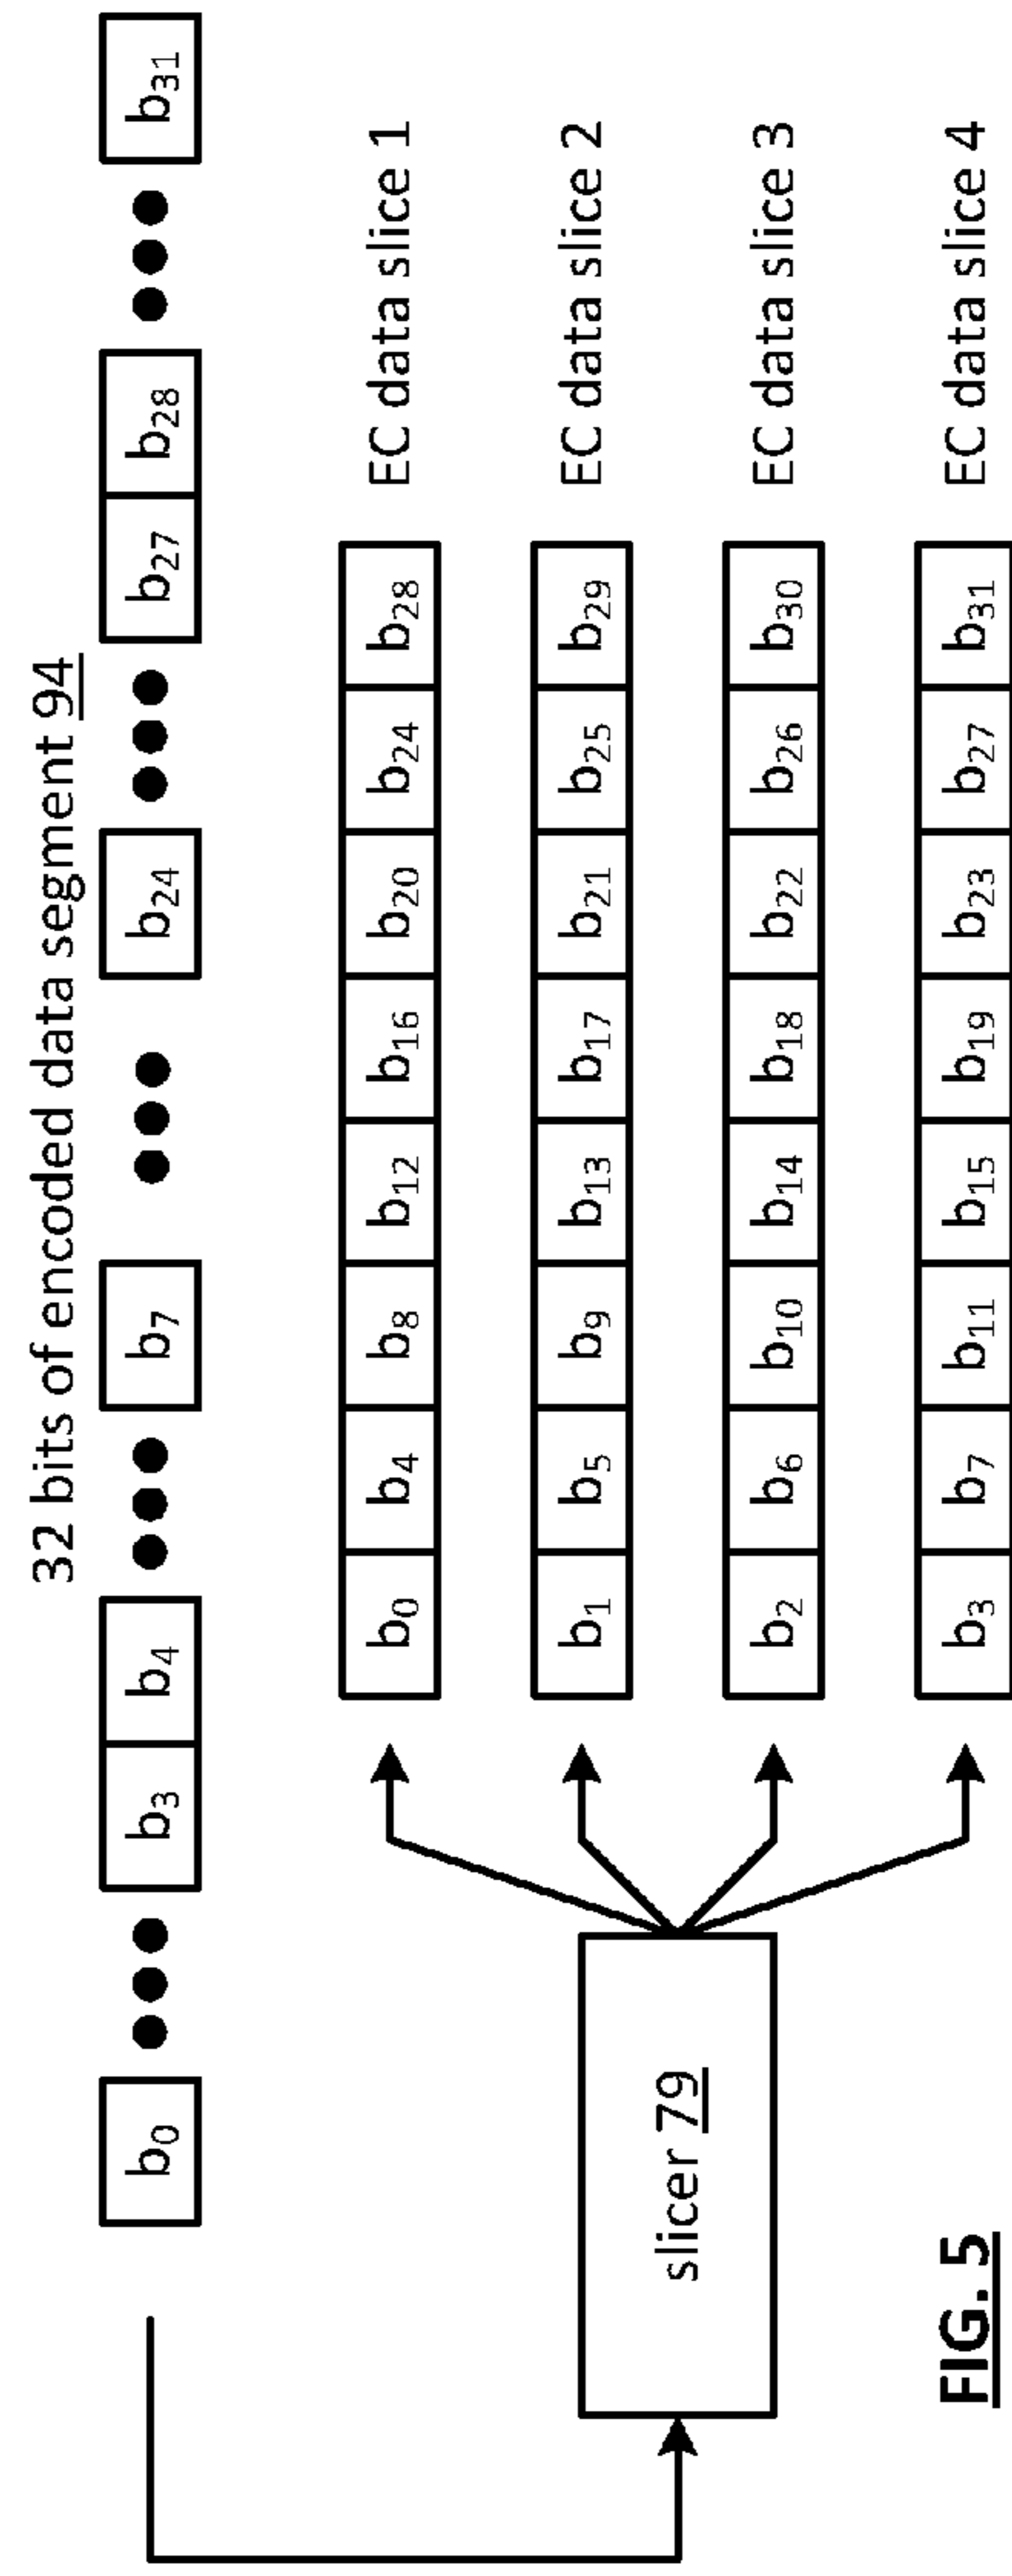 32 bits of encoded data segment 94
b0 ••• b3 b4 ••• b7 ••• b24 ••• b27 b28 ••• b31
b0 b4 b8 b12 b16 b20 b24 b28 EC data slice 1
b1 b5 b9 b13 b17 b21 b25 b29 EC data slice 2
slicer 79
b2 b6 b10 b14 b18 b22 b26 b30 EC data slice 3
b3 b7 b11 b15 b19 b23 b27 b31 EC data slice 4
FIG. 5